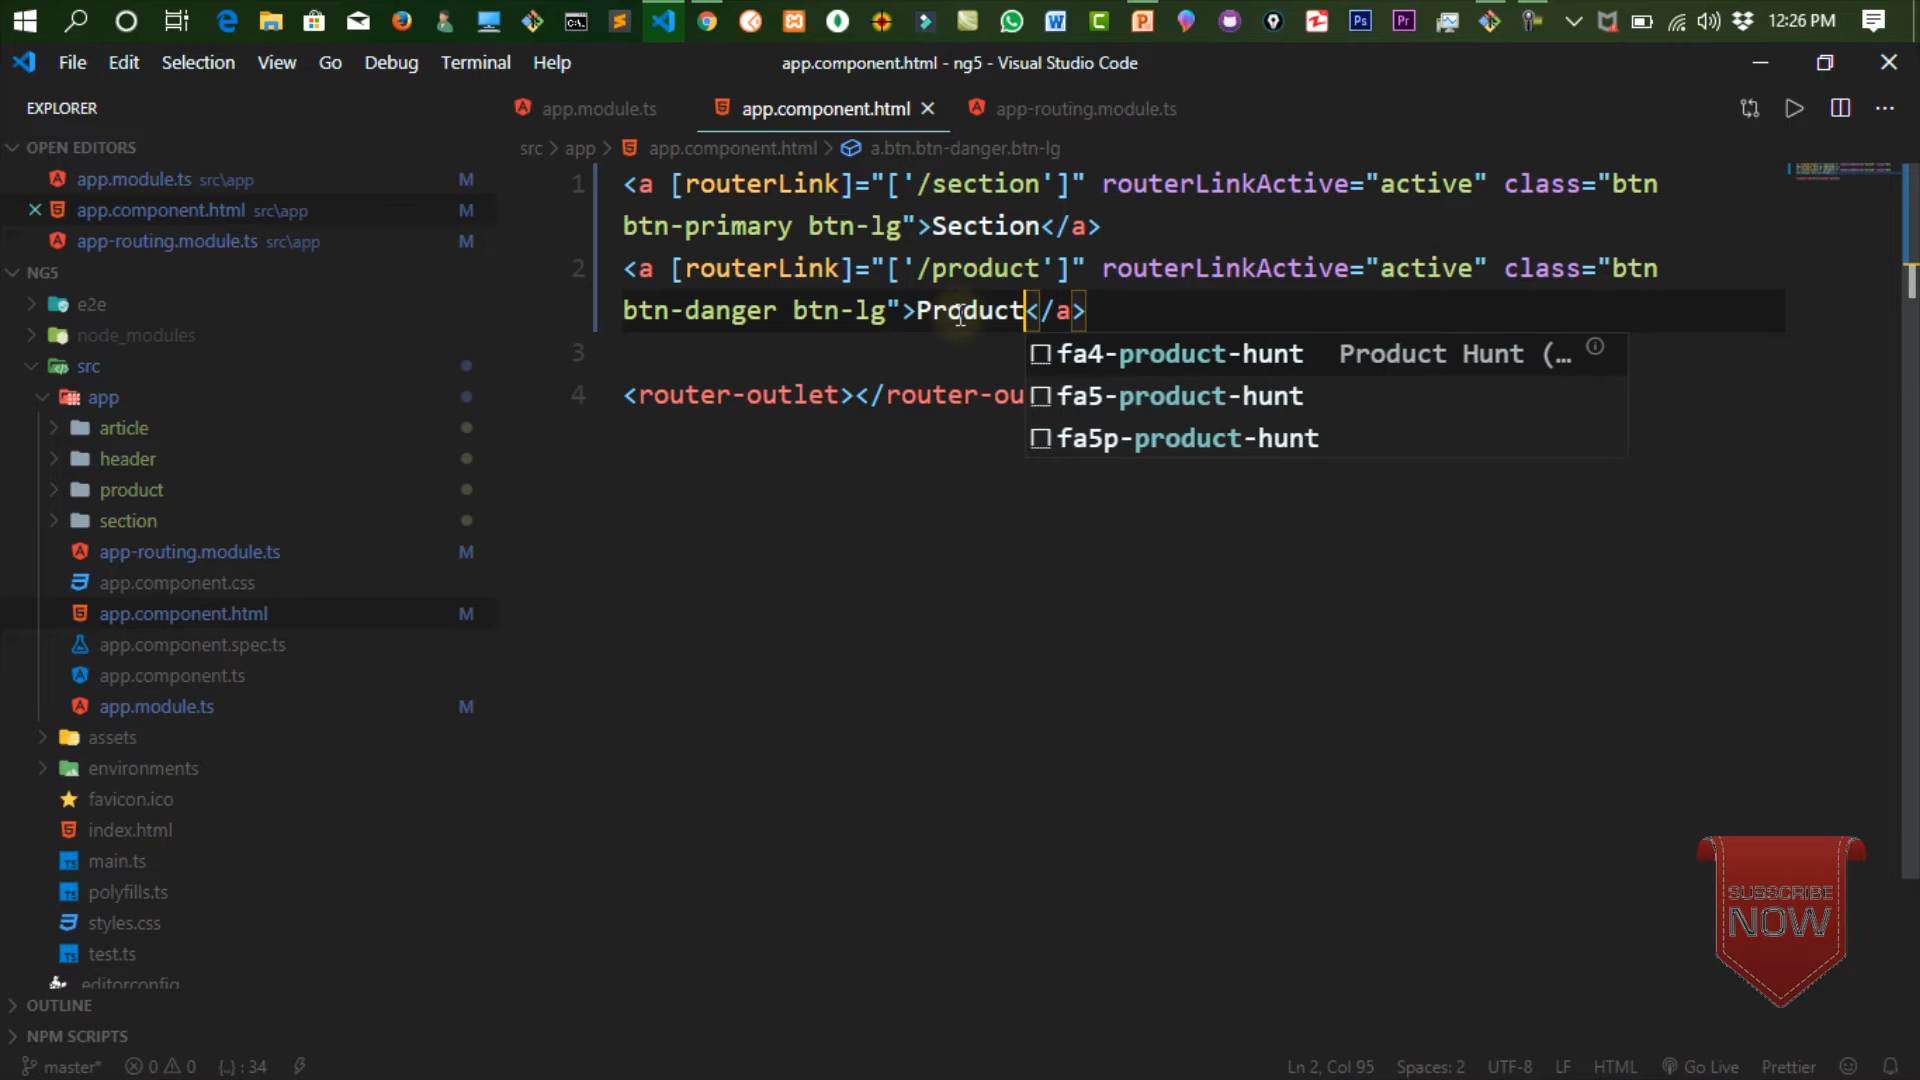 12:26 PM
File Edit Selection View Go Debug Terminal Help
app.component.html - ng5 - Visual Studio Code
EXPLORER
app.module.ts
app.component.html
app-routing.module.ts
OPEN EDITORS
app.module.ts src\app M
app.component.html src\app M
app-routing.module.ts src\app M
NG5
e2e
node_modules
src
app
article
header
product
section
app-routing.module.ts M
app.component.css
app.component.html M
app.component.spec.ts
app.component.ts
app.module.ts M
assets
environments
favicon.ico
index.html
main.ts
polyfills.ts
styles.css
test.ts
.editorconfig
OUTLINE
NPM SCRIPTS
src > app > app.component.html > a.btn.btn-danger.btn-lg
1 <a [routerLink]="['/section']" routerLinkActive="active" class="btn
btn-primary btn-lg">Section</a>
2 <a [routerLink]="['/product']" routerLinkActive="active" class="btn
btn-danger btn-lg">Product</a>
3
4 <router-outlet></router-ou
fa4-product-hunt Product Hunt (…
fa5-product-hunt
fa5p-product-hunt
SUBSCRIBE
NOW
master* 0 0 {..} : 34 Ln 2, Col 95 Spaces: 2 UTF-8 LF HTML Go Live Prettier